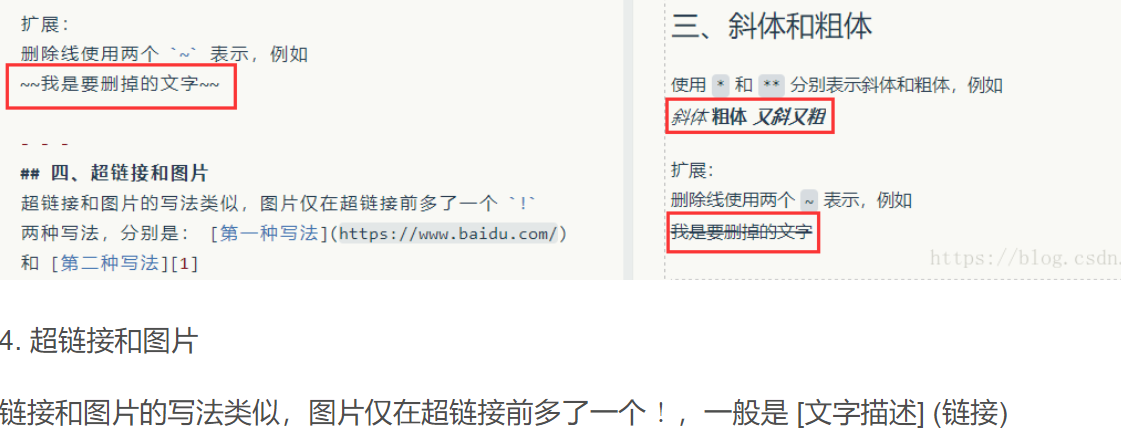 扩展：
删除线使用两个 `~` 表示，例如
~~我是要删掉的文字~~
- - -
## 四、超链接和图片
超链接和图片的写法类似，图片仅在超链接前多了一个 `!`
两种写法，分别是： [第一种写法](https://www.baidu.com/)
和 [第二种写法][1]
三、斜体和粗体
使用 * 和 ** 分别表示斜体和粗体，例如
斜体 粗体 又斜又粗
扩展：
删除线使用两个 ~ 表示，例如
我是要删掉的文字
https://blog.csdn.
4. 超链接和图片
链接和图片的写法类似，图片仅在超链接前多了一个 ！，一般是 [文字描述] (链接)